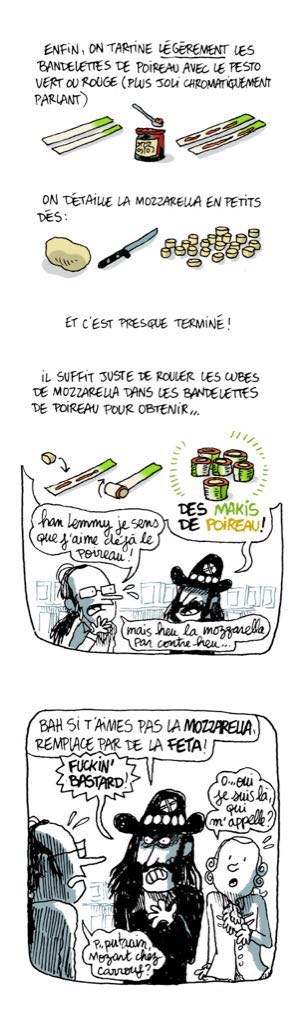 ENFIN, ON TARTINE LÉGÈREMENT LES
BANDELETTES DE POIREAU AVEC LE PESTO
VERT OU ROUGE (PLUS JOLI CHROMATIQUEMENT
PARLANT)
ON DÉTAILLE LA MOZZARELLA EN PETITS
DÉS:
ET C'EST PRESQUE TERMINÉ!
IL SUFFIT JUSTE DE ROULER LES CUBES
DE MOZZARELLA DANS LES BANDELETTES
DE POIREAU POUR OBTENIR...
DES MAKIS
DE POIREAU!
han Lemmy je sens
que j'aime déjà le
poireau!
mais heu la mozzarella
par contre heu...
BAH SI T'AIMES PAS LA MOZZARELLA,
REMPLACE PAR DE LA FETA!
FUCKIN'
BASTARD!
O...oui
je suis là,
qui
m'appelle?
P..putain,
Mozart chez
Carrouf?